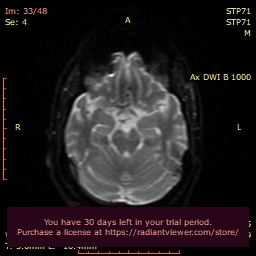 Im: 33/48
Se: 4
A
STP71
STP71
M
Ax DWI B 1000
R
L
You have 30 days left in your trial period.
Purchase a license at https://radiantviewer.com/store/